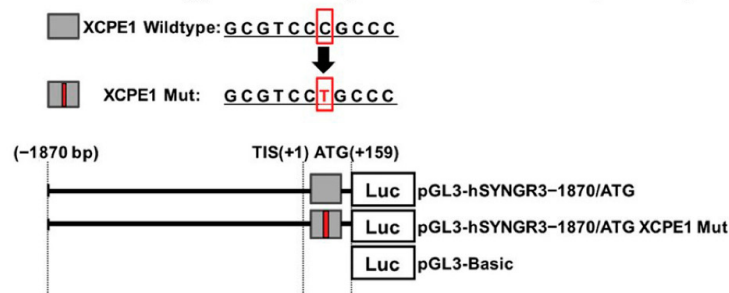 XCPE1 Wildtype: GCGTCCCGCCC
XCPE1 Mut: GCGTCCTGCCC
(−1870 bp) TIS(+1) ATG(+159)
Luc pGL3-hSYNGR3−1870/ATG
Luc pGL3-hSYNGR3−1870/ATG XCPE1 Mut
Luc pGL3-Basic